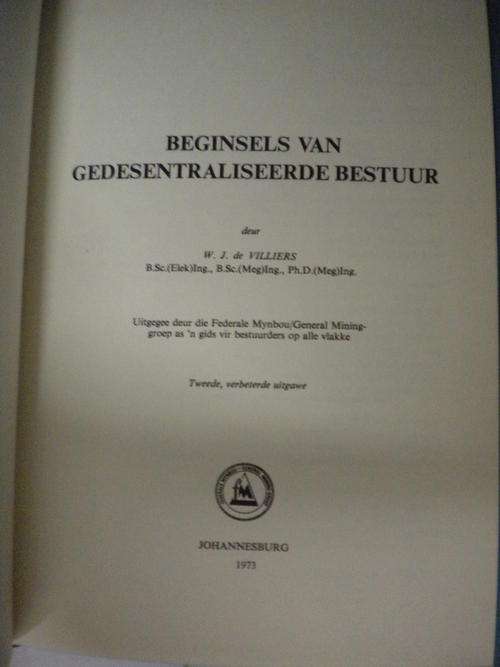 BEGINSELS VAN
GEDESENTRALISEERDE BESTUUR
deur
W. J. de VILLIERS
B.Sc.(Elek)Ing., B.Sc.(Meg)Ing., Ph.D.(Meg)Ing.
Uitgegee deur die Federale Mynbou/General Mining-
groep as 'n gids vir bestuurders op alle vlakke
Tweede, verbeterde uitgawe
JOHANNESBURG
1973